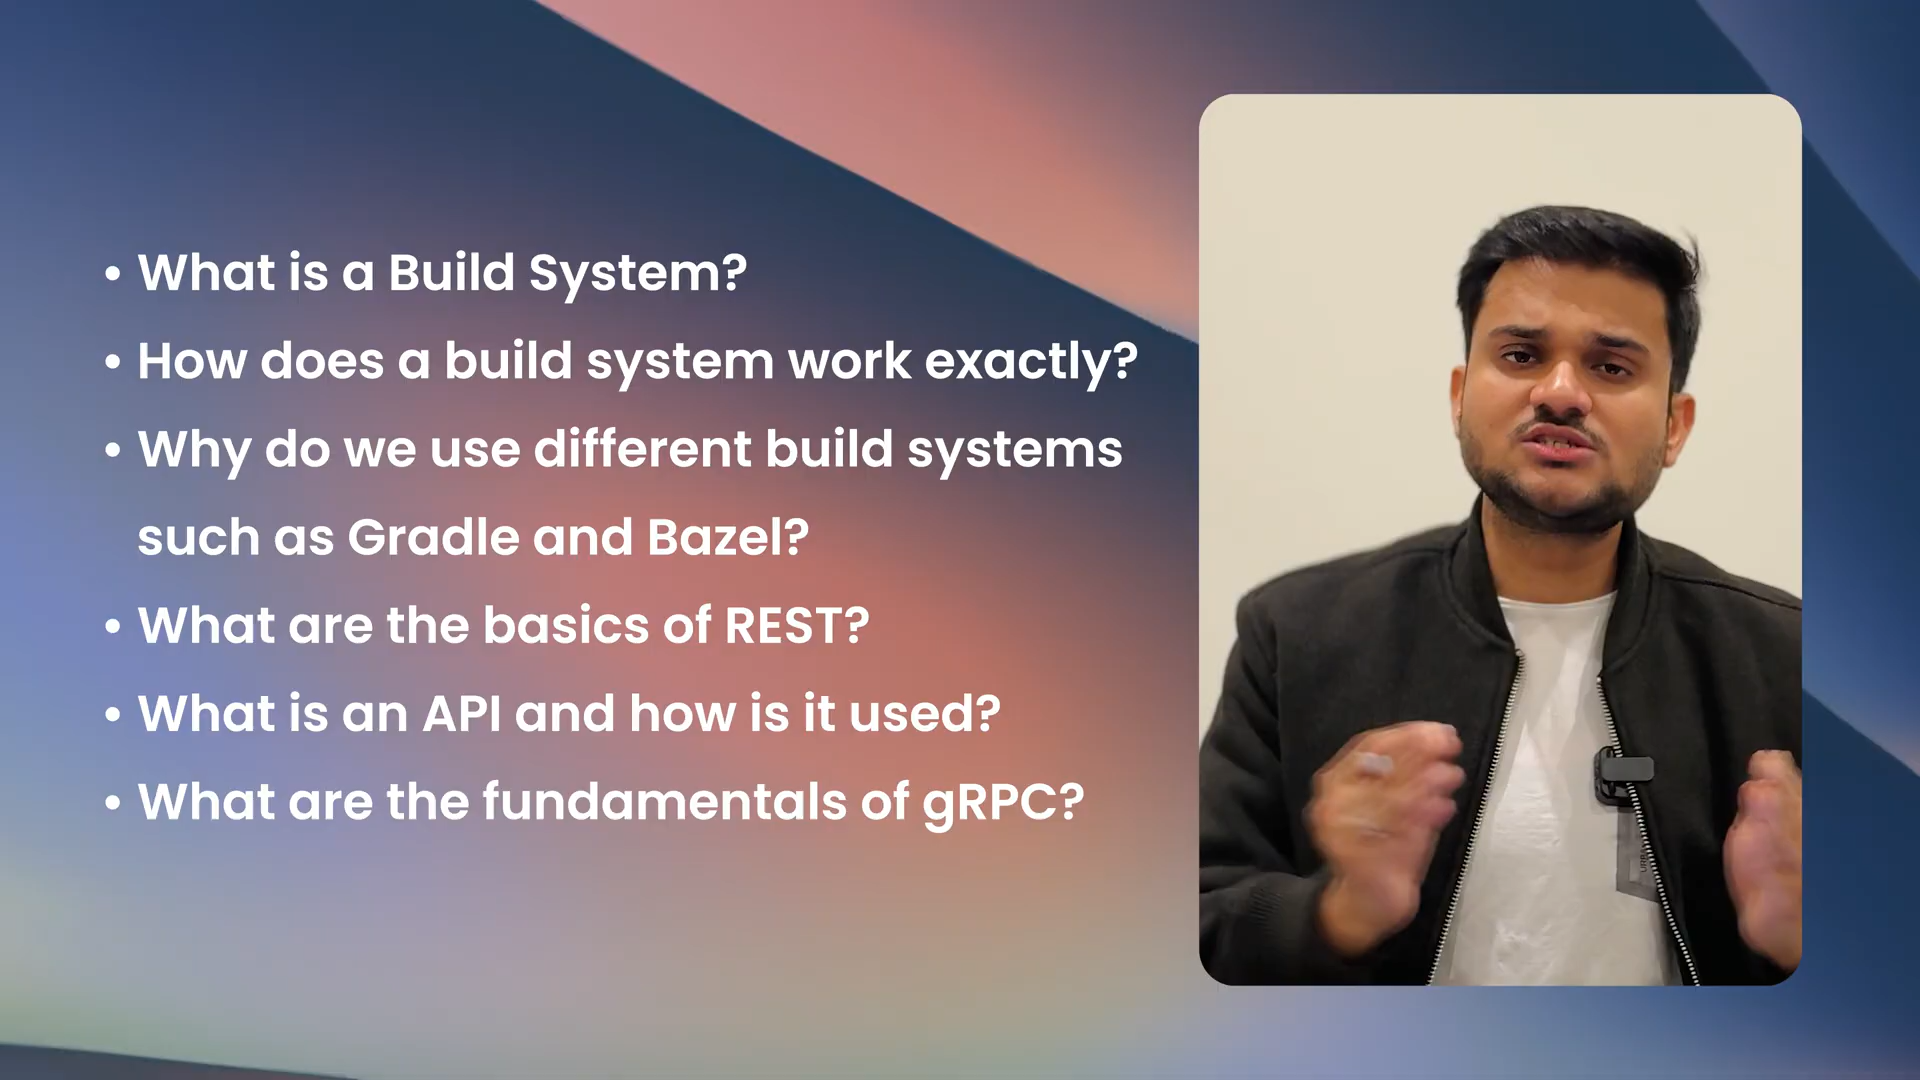 • What is a Build System?
• How does a build system work exactly?
• Why do we use different build systems
such as Gradle and Bazel?
• What are the basics of REST?
• What is an API and how is it used?
• What are the fundamentals of gRPC?